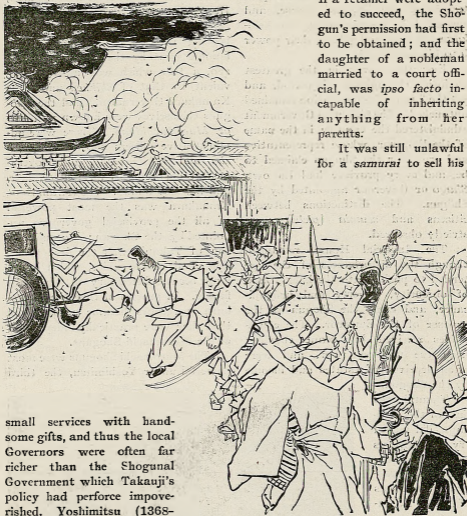 If a retainer were adopt-
ed to succeed, the Shō-
gun's permission had first
to be obtained; and the
daughter of a nobleman
married to a court offi-
cial, was ipso facto in-
capable of inheriting
anything from her
parents.
It was still unlawful
for a samurai to sell his
small services with hand-
some gifts, and thus the local
Governors were often far
richer than the Shogunal
Government which Takauji's
policy had perforce impove-
rished. Yoshimitsu (1368-